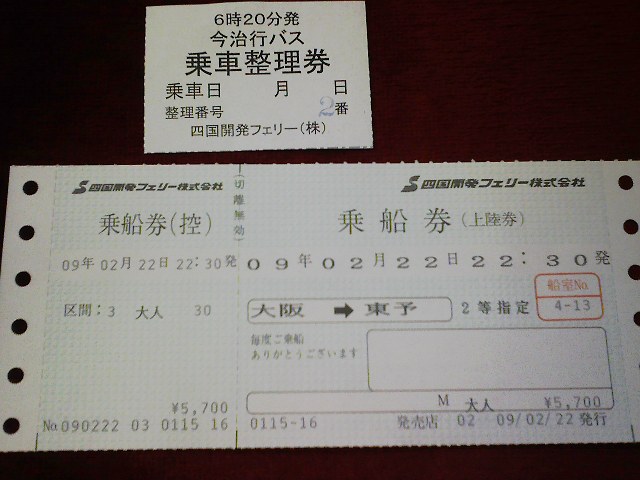 6時20分発
今治行バス
乗車整理券
乗車日 月 日
整理番号 2番
四国開発フェリー(株)
四国開発フェリー株式会社
乗船券(控)
09年02月22日22:30発
区間:3 大人 30
¥5,700
No090222 03 0115 16
(切離無効)
四国開発フェリー株式会社
乗船券(上陸券)
09年02月22日22:30発
大阪 ➡ 東予 2等指定
船室No
4-13
毎度ご乗船
ありがとうございます
M 大人 ¥5,700
0115-16 発売店 02 09/02/22 発行